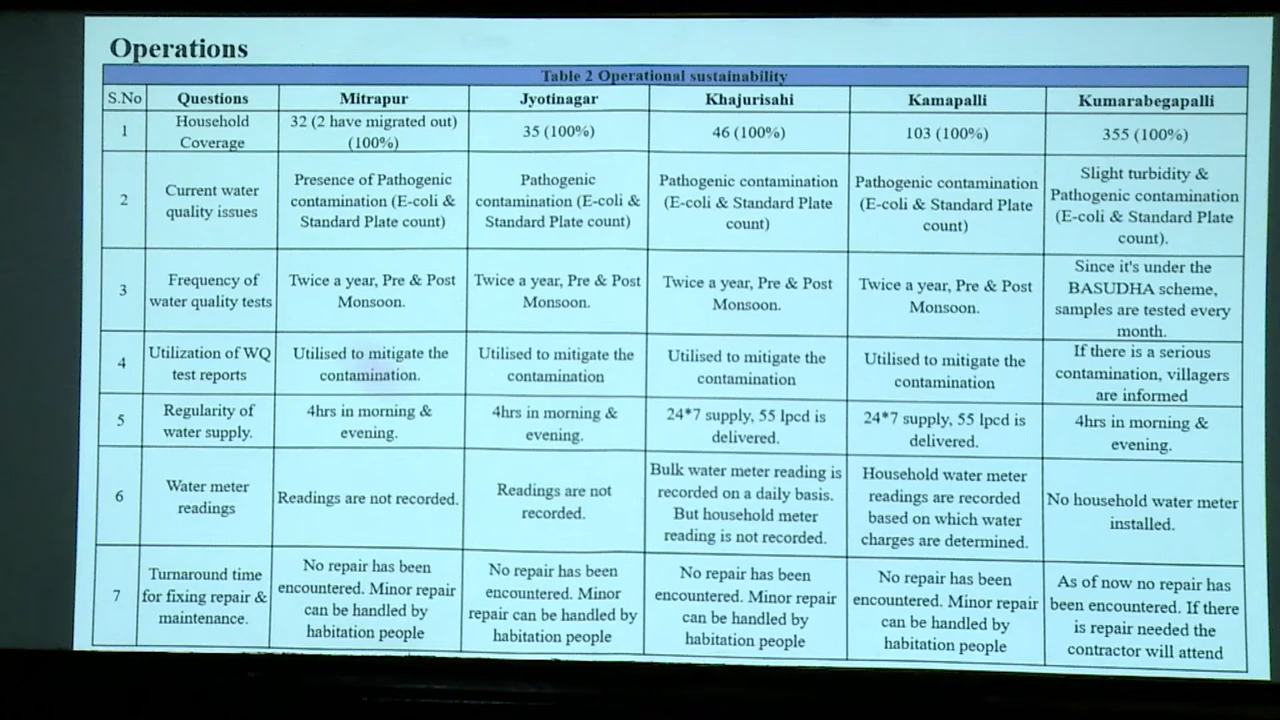 Operations
Table 2 Operational sustainability
S.No Questions Mitrapur Jyotinagar Khajurisahi Kamapalli Kumarabegapalli
1
Household
Coverage
32 (2 have migrated out)
(100%)
35 (100%)
46 (100%)
103 (100%)
355 (100%)
2
Current water
quality issues
Presence of Pathogenic
contamination (E-coli &
Standard Plate count)
Pathogenic
contamination (E-coli &
Standard Plate count)
Pathogenic contamination
(E-coli & Standard Plate
count)
Pathogenic contamination
(E-coli & Standard Plate
count)
Slight turbidity &
Pathogenic contamination
(E-coli & Standard Plate
count).
3
Frequency of
water quality tests
Twice a year, Pre & Post
Monsoon.
Twice a year, Pre & Post
Monsoon.
Twice a year, Pre & Post
Monsoon.
Twice a year, Pre & Post
Monsoon.
Since it's under the
BASUDHA scheme,
samples are tested every
month.
4
Utilization of WQ
test reports
Utilised to mitigate the
contamination.
Utilised to mitigate the
contamination
Utilised to mitigate the
contamination
Utilised to mitigate the
contamination
If there is a serious
contamination, villagers
are informed
5
Regularity of
water supply.
4hrs in morning &
evening.
4hrs in morning &
evening.
24*7 supply, 55 lpcd is
delivered.
24*7 supply, 55 lpcd is
delivered.
4hrs in morning &
evening.
6
Water meter
readings
Readings are not recorded.
Readings are not
recorded.
Bulk water meter reading is
recorded on a daily basis.
But household meter
reading is not recorded.
Household water meter
readings are recorded
based on which water
charges are determined.
No household water meter
installed.
7
Turnaround time
for fixing repair &
maintenance.
No repair has been
encountered. Minor repair
can be handled by
habitation people
No repair has been
encountered. Minor
repair can be handled by
habitation people
No repair has been
encountered. Minor repair
can be handled by
habitation people
No repair has been
encountered. Minor repair
can be handled by
habitation people
As of now no repair has
been encountered. If there
is repair needed the
contractor will attend